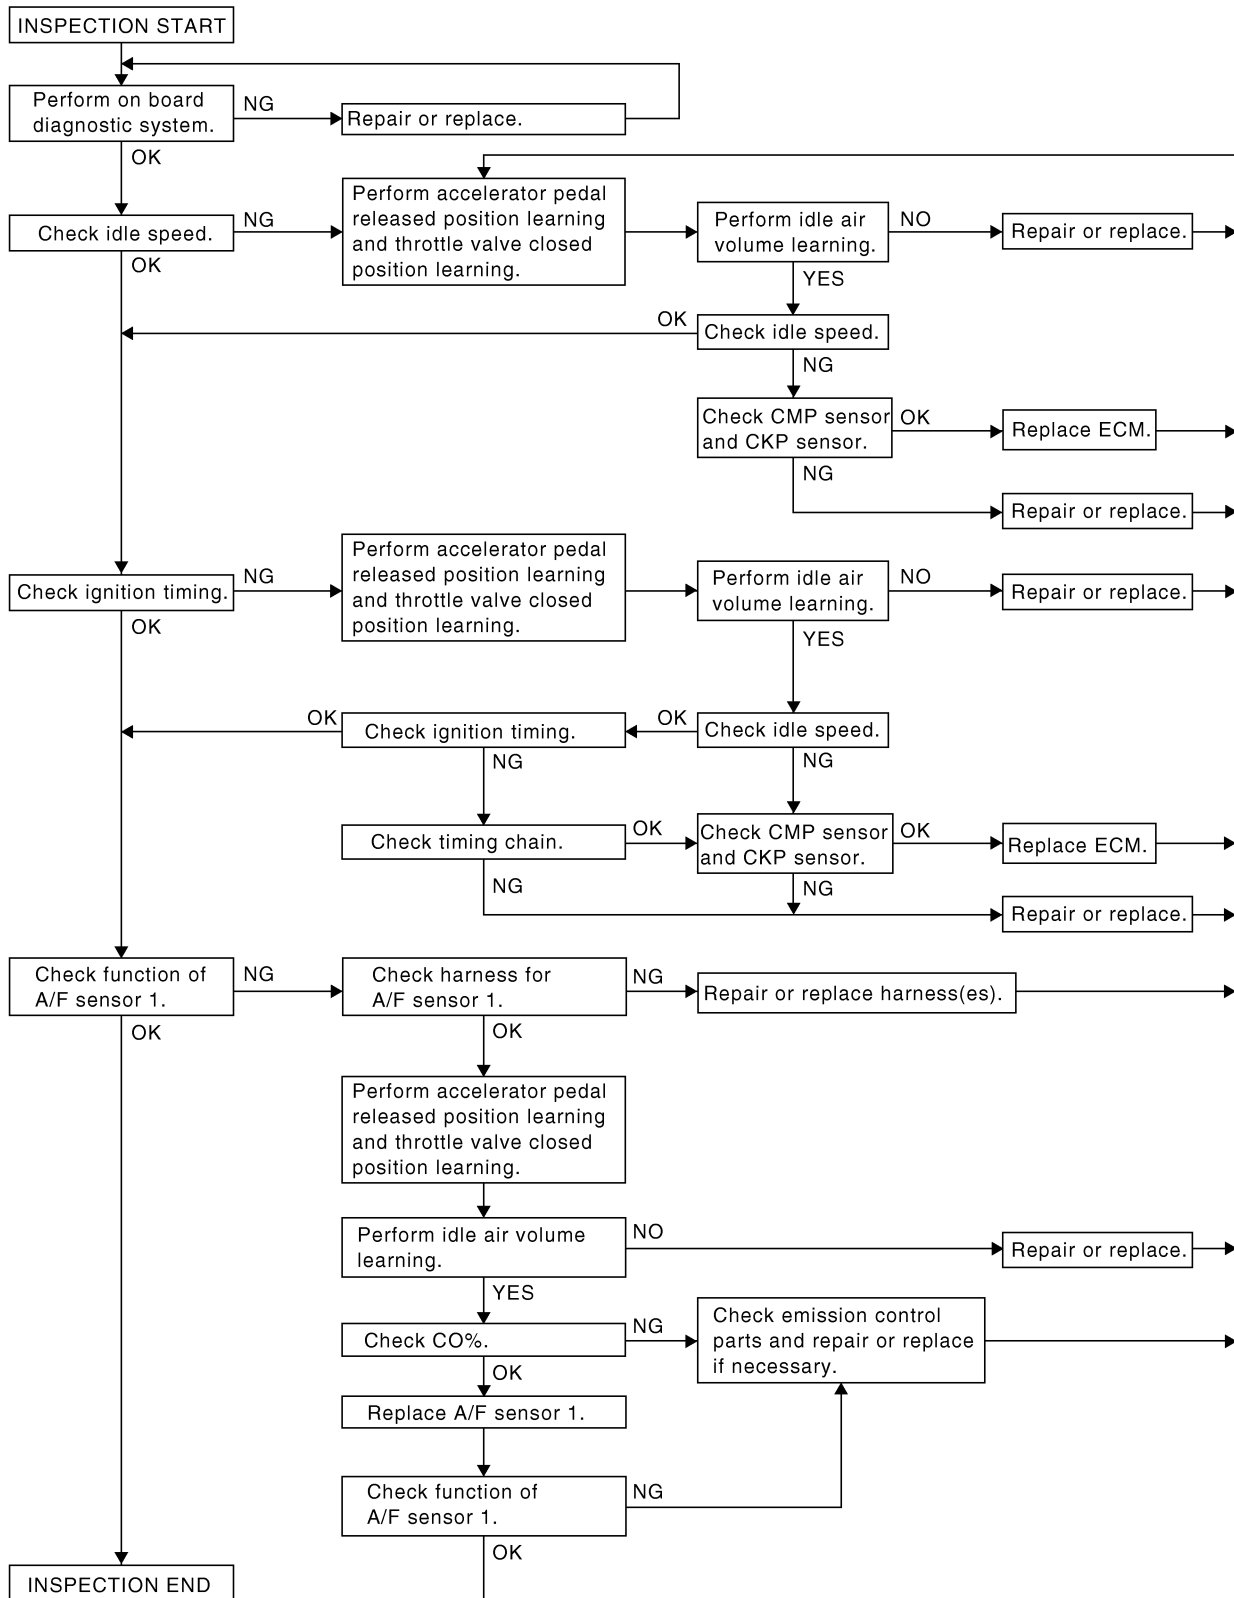 INSPECTION START
Perform on board
diagnostic system.
NG
Repair or replace.
OK
Check idle speed.
NG
Perform accelerator pedal
released position learning
and throttle valve closed
position learning.
Perform idle air
volume learning.
NO
Repair or replace.
OK
YES
OK
Check idle speed.
NG
Check CMP sensor
and CKP sensor.
OK
Replace ECM.
NG
Repair or replace.
Check ignition timing.
NG
Perform accelerator pedal
released position learning
and throttle valve closed
position learning.
Perform idle air
volume learning.
NO
Repair or replace.
OK
YES
OK
Check ignition timing.
OK
Check idle speed.
NG
NG
Check timing chain.
OK
Check CMP sensor
and CKP sensor.
OK
Replace ECM.
NG
NG
Repair or replace.
Check function of
A/F sensor 1.
NG
Check harness for
A/F sensor 1.
NG
Repair or replace harness(es).
OK
OK
Perform accelerator pedal
released position learning
and throttle valve closed
position learning.
Perform idle air volume
learning.
NO
Repair or replace.
YES
Check CO%.
NG
Check emission control
parts and repair or replace
if necessary.
OK
Replace A/F sensor 1.
Check function of
A/F sensor 1.
NG
OK
INSPECTION END